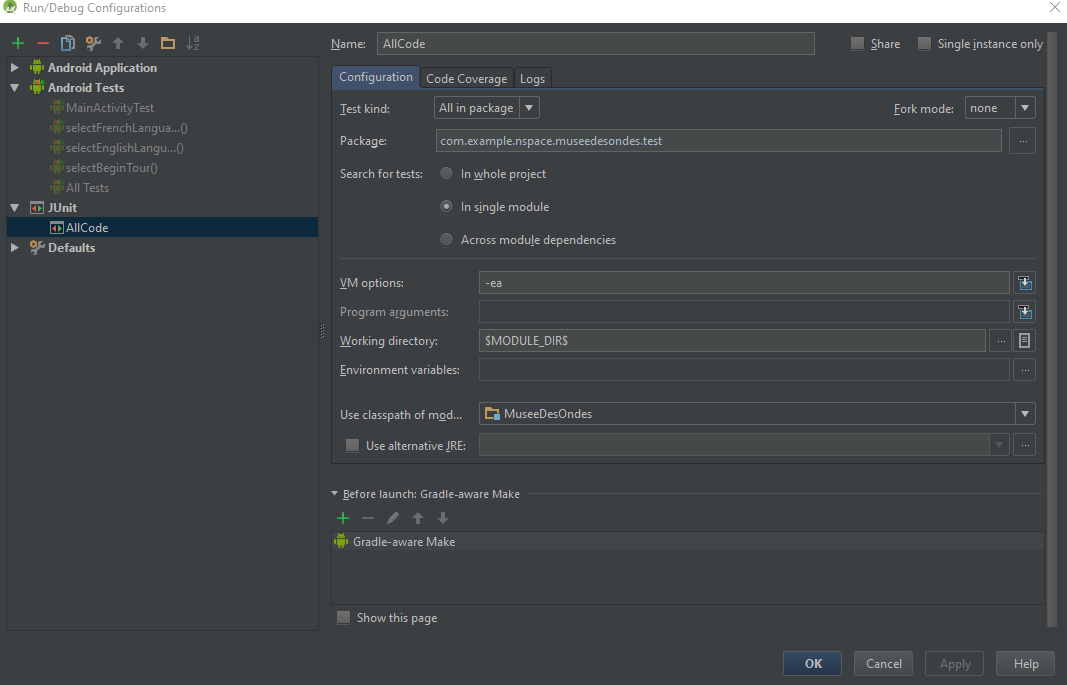 Run/Debug Configurations
Name: AllCode Share Single instance only
Android Application
Android Tests
MainActivityTest
selectFrenchLangua...()
selectEnglishLangu...()
selectBeginTour()
All Tests
JUnit
AllCode
Defaults
Configuration Code Coverage Logs
Test kind: All in package Fork mode: none
Package: com.example.nspace.museedesondes.test ...
Search for tests: In whole project
In single module
Across module dependencies
VM options: -ea
Program arguments:
Working directory: $MODULE_DIR$ ...
Environment variables: ...
Use classpath of mod... MuseeDesOndes
Use alternative JRE: ...
Before launch: Gradle-aware Make
Gradle-aware Make
Show this page
OK Cancel Apply Help